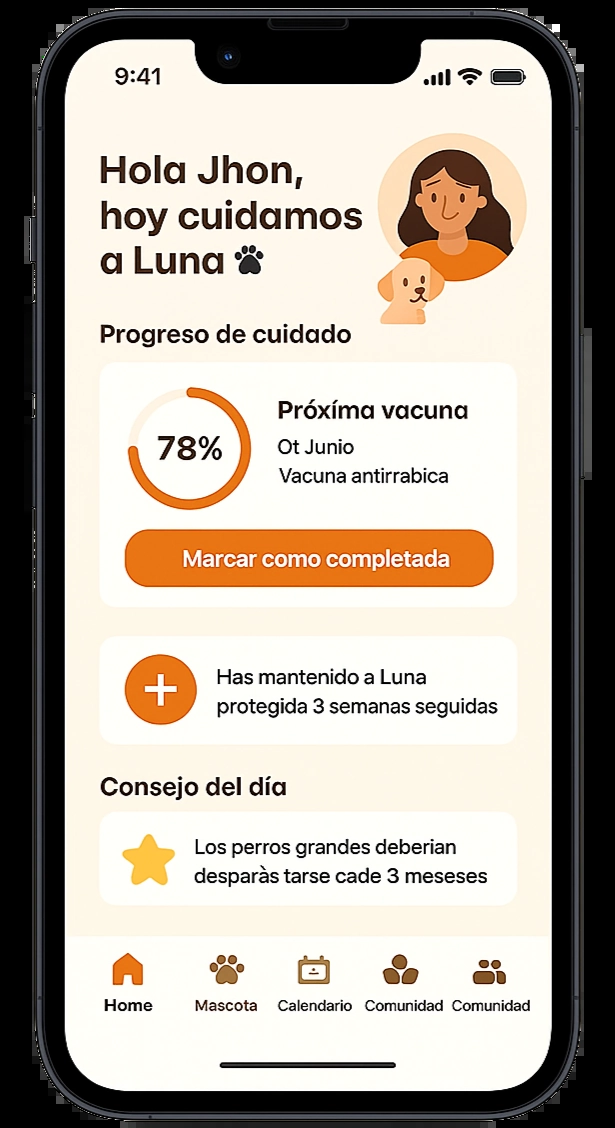 9:41
Hola Jhon,
hoy cuidamos
a Luna
Progreso de cuidado
78%
Próxíma vacuna
Ot Junio
Vacuna antirrabica
Marcar como completada
Has mantenido a Luna
protegida 3 semanas seguidas
Consejo del día
Los perros grandes deberian
desparàs tarse cade 3 meseses
Home
Mascota
Calendario
Comunidad
Comunidad